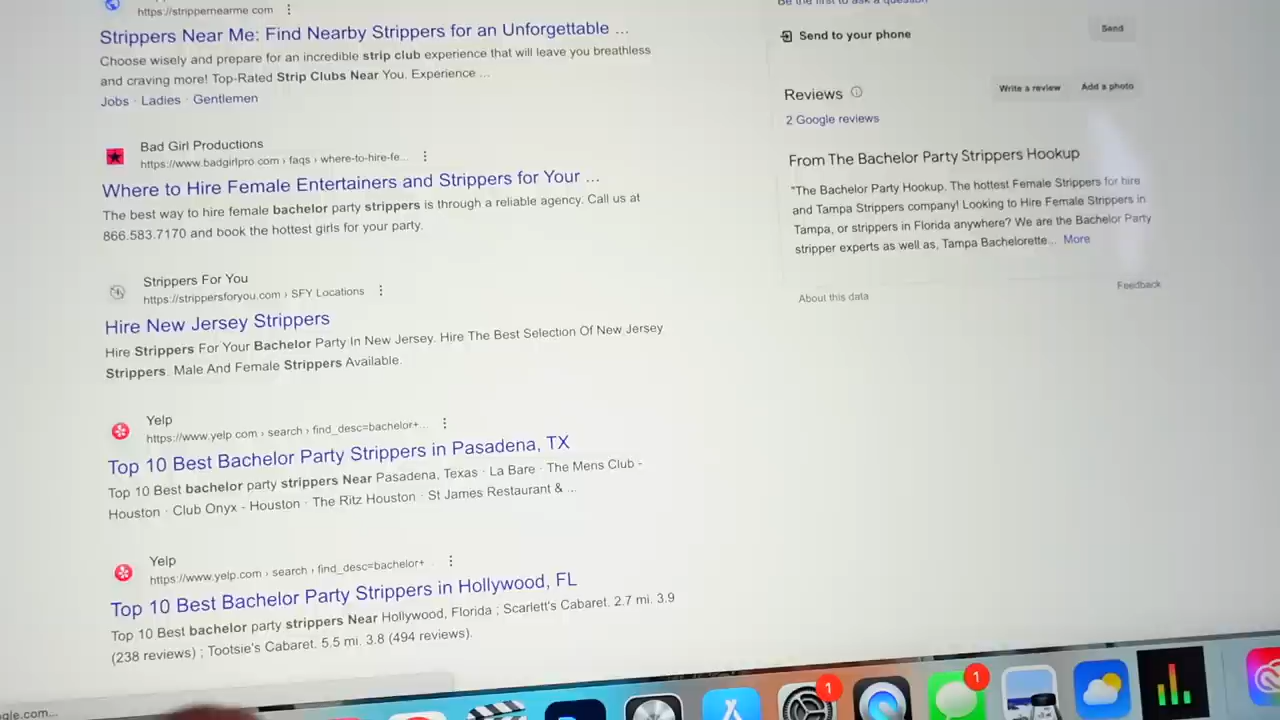 https://strippernearme.com
Strippers Near Me: Find Nearby Strippers for an Unforgettable ...
Choose wisely and prepare for an incredible strip club experience that will leave you breathless
and craving more! Top-Rated Strip Clubs Near You. Experience ...
Jobs · Ladies · Gentlemen
Bad Girl Productions
https://www.badgirlpro.com › faqs › where-to-hire-fe...
Where to Hire Female Entertainers and Strippers for Your ...
The best way to hire female bachelor party strippers is through a reliable agency. Call us at
866.583.7170 and book the hottest girls for your party.
Strippers For You
https://strippersforyou.com › SFY Locations
Hire New Jersey Strippers
Hire Strippers For Your Bachelor Party In New Jersey. Hire The Best Selection Of New Jersey
Strippers. Male And Female Strippers Available.
Yelp
https://www.yelp.com › search › find_desc=bachelor+...
Top 10 Best Bachelor Party Strippers in Pasadena, TX
Top 10 Best bachelor party strippers Near Pasadena, Texas · La Bare · The Mens Club -
Houston · Club Onyx - Houston · The Ritz Houston · St James Restaurant & ...
Yelp
https://www.yelp.com › search › find_desc=bachelor+
Top 10 Best Bachelor Party Strippers in Hollywood, FL
Top 10 Best bachelor party strippers Near Hollywood, Florida ; Scarlett's Cabaret. 2.7 mi. 3.9
(238 reviews) ; Tootsie's Cabaret. 5.5 mi. 3.8 (494 reviews).
Be the first to ask a question
Send to your phone
Send
Reviews
Write a review
Add a photo
2 Google reviews
From The Bachelor Party Strippers Hookup
"The Bachelor Party Hookup. The hottest Female Strippers for hire
and Tampa Strippers company! Looking to Hire Female Strippers in
Tampa, or strippers in Florida anywhere? We are the Bachelor Party
stripper experts as well as, Tampa Bachelorette... More
About this data
Feedback
gle.com...
1
1